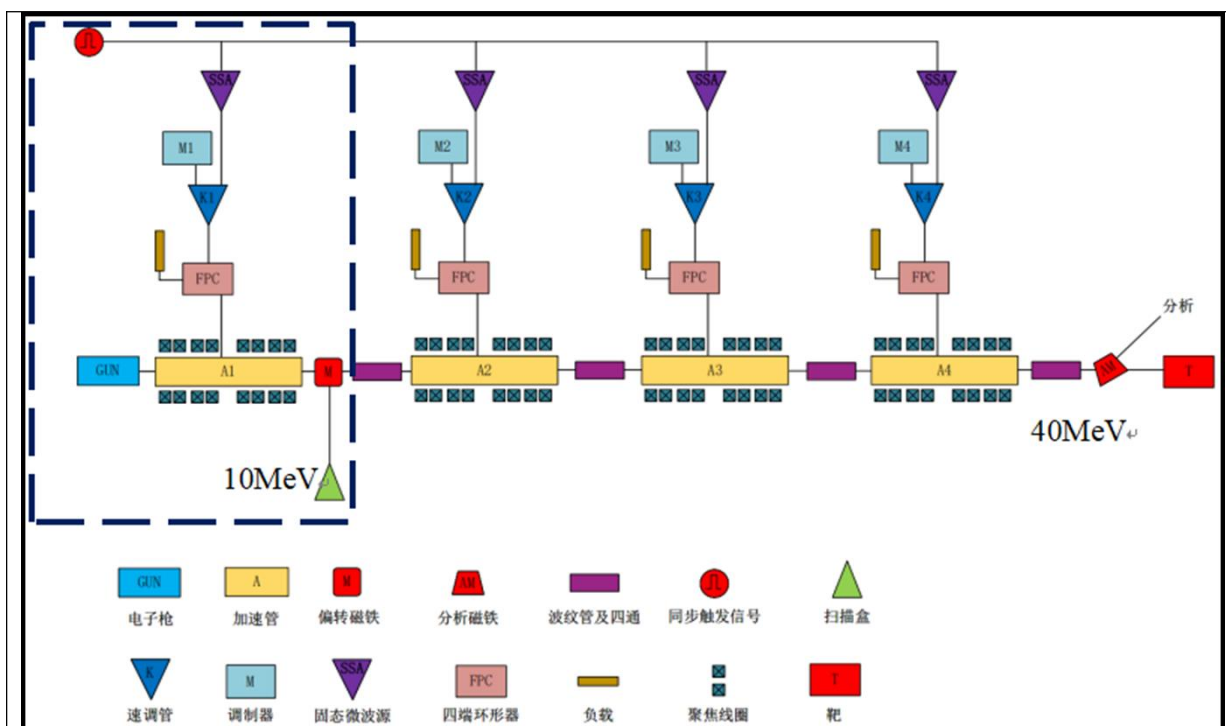 SSA SSA SSA SSA
M1 M2 M3 M4
K1 K2 K3 K4
FPC FPC FPC FPC
分析
GUN A1 M A2 A3 A4 AM T
10MeV↵
40MeV↵
GUN A M AM
电子枪 加速管 偏转磁铁 分析磁铁 波纹管及四通 同步触发信号 扫描盒
K M SSA FPC T
速调管 调制器 固态微波源 四端环形器 负载 聚焦线圈 靶